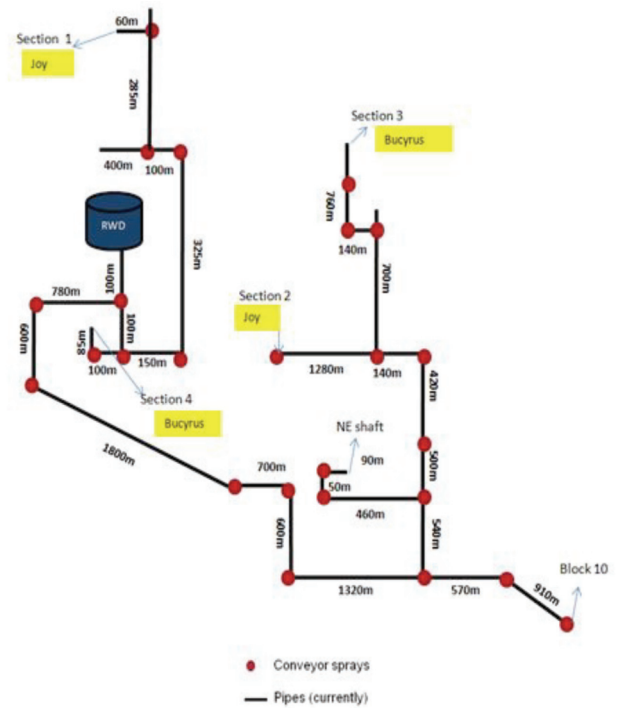 60m
Section 1
Joy
285m
Section 3
Bucyrus
400m 100m
760m
RWD
325m
140m
100m
700m
780m
Section 2
Joy
600m
100m
85m
150m
100m
1280m
140m
420m
Section 4
Bucyrus
NE shaft
90m
500m
1800m
700m
50m
460m
600m
540m
Block 10
1320m
570m
910m
Conveyor sprays
Pipes (currently)